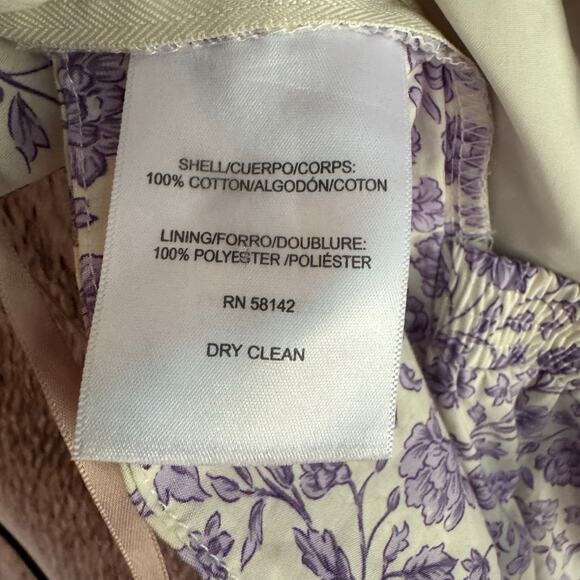 SHELL/CUERPO/CORPS:
100% COTTON/ALGODÓN/COTON
LINING/FORRO/DOUBLURE:
100% POLYESTER /POLIÉSTER
RN 58142
DRY CLEAN